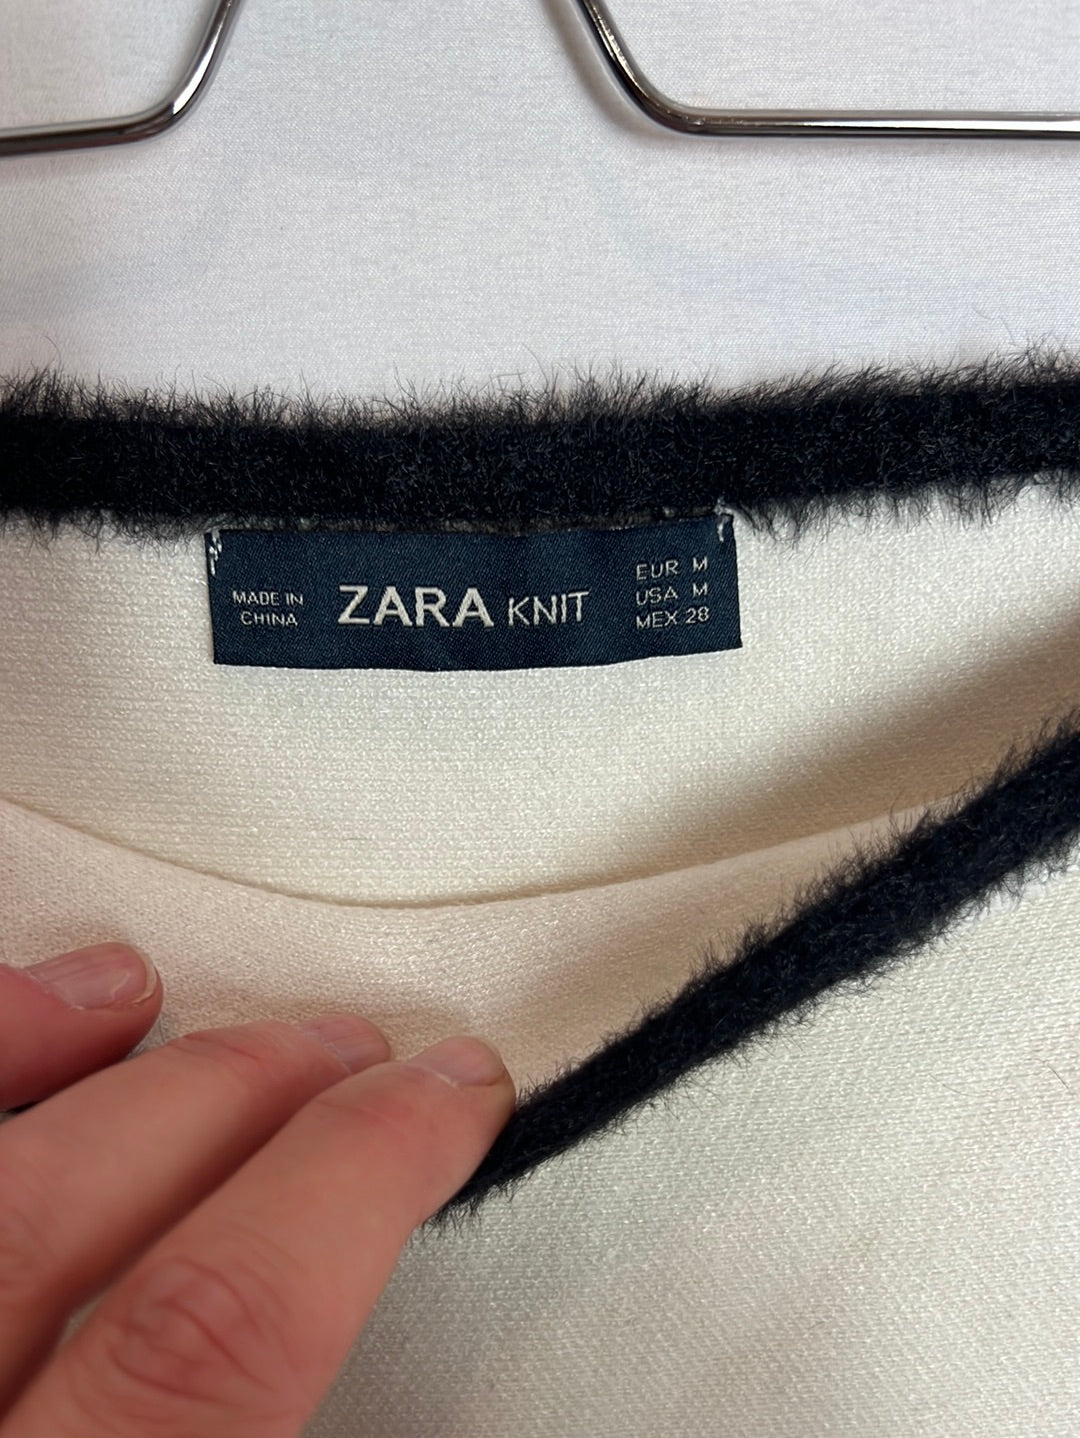 MADE IN
CHINA
ZARA KNIT
EUR M
USA M
MEX 28